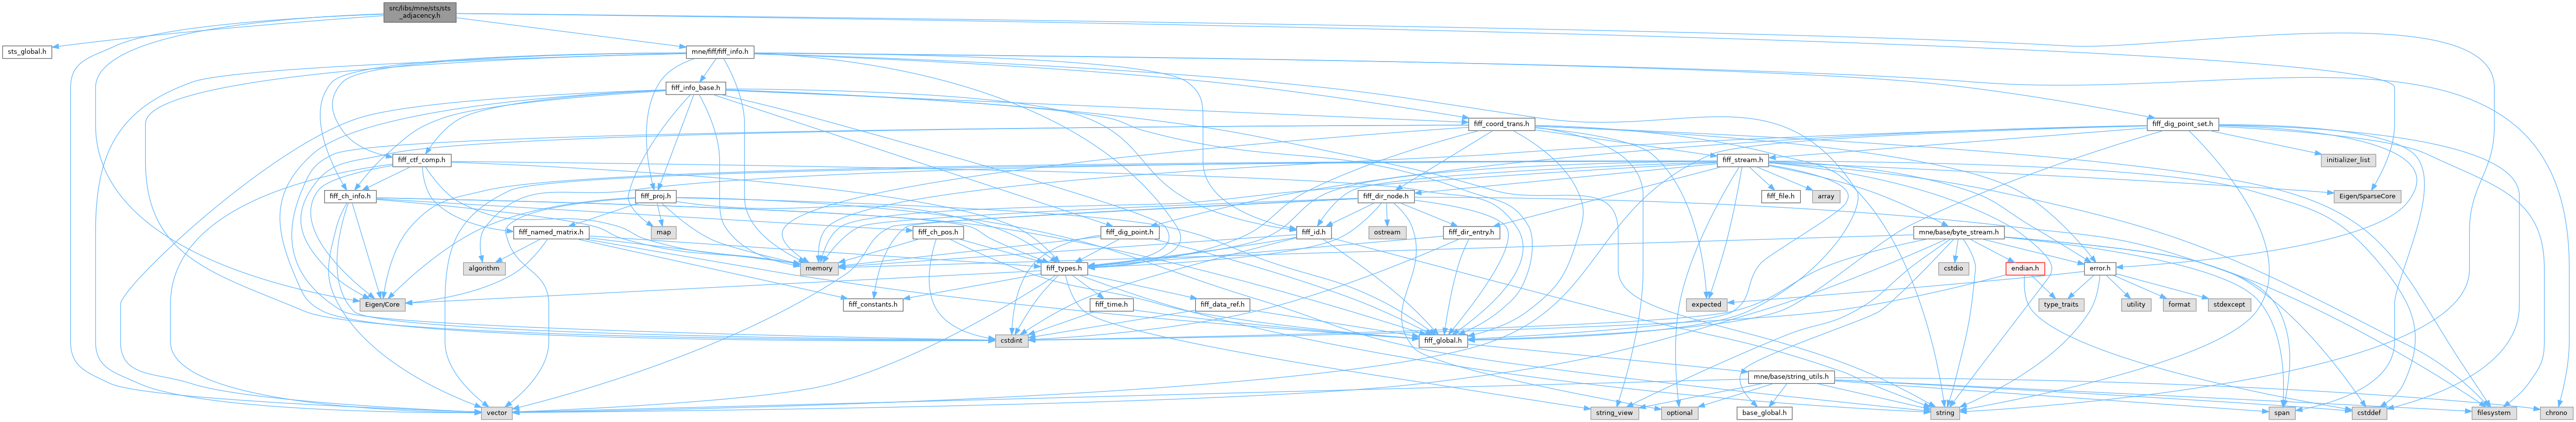 src/libs/mne/sts/sts
_adjacency.h
sts_global.h
mne/fiff/fiff_info.h
fiff_info_base.h
fiff_coord_trans.h
fiff_dig_point_set.h
fiff_ctf_comp.h
fiff_stream.h
initializer_list
fiff_ch_info.h
fiff_proj.h
fiff_dir_node.h
fiff_file.h
array
Eigen/SparseCore
fiff_named_matrix.h
map
fiff_ch_pos.h
fiff_dig_point.h
fiff_id.h
ostream
fiff_dir_entry.h
mne/base/byte_stream.h
algorithm
memory
fiff_types.h
cstdio
endian.h
error.h
Eigen/Core
fiff_constants.h
fiff_time.h
fiff_data_ref.h
expected
type_traits
utility
format
stdexcept
cstdint
fiff_global.h
mne/base/string_utils.h
vector
string_view
optional
base_global.h
string
span
cstddef
filesystem
chrono